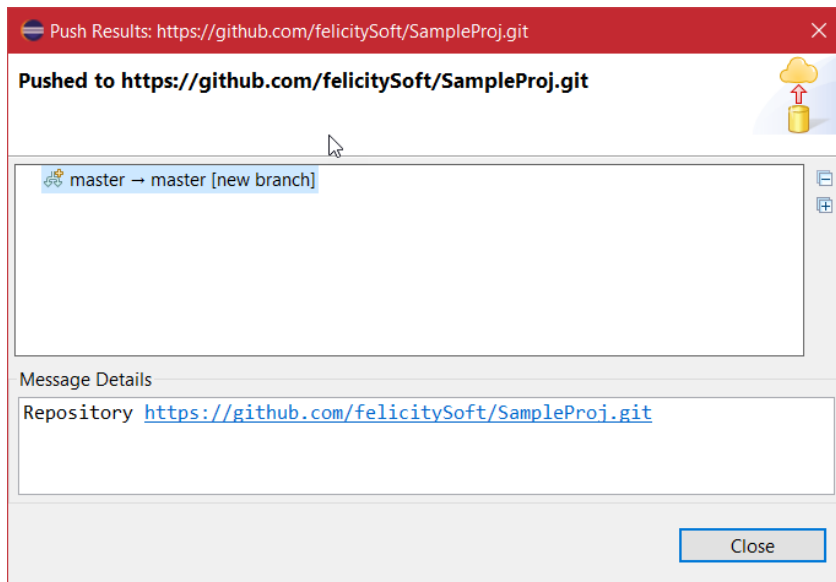 Push Results: https://github.com/felicitySoft/SampleProj.git
Pushed to https://github.com/felicitySoft/SampleProj.git
master → master [new branch]
Message Details
Repository https://github.com/felicitySoft/SampleProj.git
Close